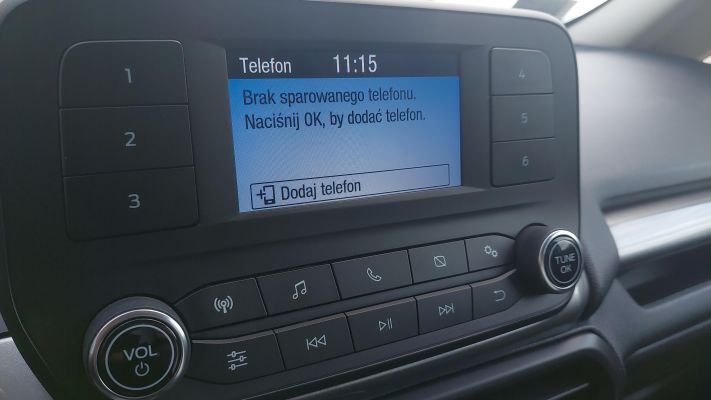 Telefon 11:15
Brak sparowanego telefonu.
Naciśnij OK, by dodać telefon.
Dodaj telefon
1
2
3
4
5
6
VOL
TUNE
OK